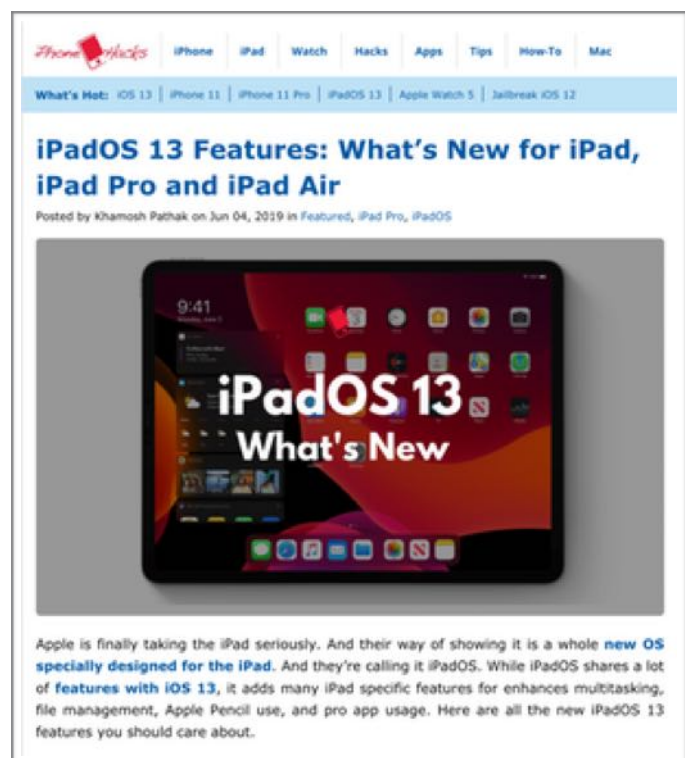 iPhone Hacks
iPhone iPad Watch Hacks Apps Tips How-To Mac
What's Hot: iOS 13 | iPhone 11 | iPhone 11 Pro | iPadOS 13 | Apple Watch 5 | Jailbreak iOS 12
iPadOS 13 Features: What’s New for iPad,
iPad Pro and iPad Air
Posted by Khamosh Pathak on Jun 04, 2019 in Featured, iPad Pro, iPadOS
9:41
iPadOS 13
What's New
Apple is finally taking the iPad seriously. And their way of showing it is a whole new OS
specially designed for the iPad. And they’re calling it iPadOS. While iPadOS shares a lot
of features with iOS 13, it adds many iPad specific features for enhances multitasking,
file management, Apple Pencil use, and pro app usage. Here are all the new iPadOS 13
features you should care about.